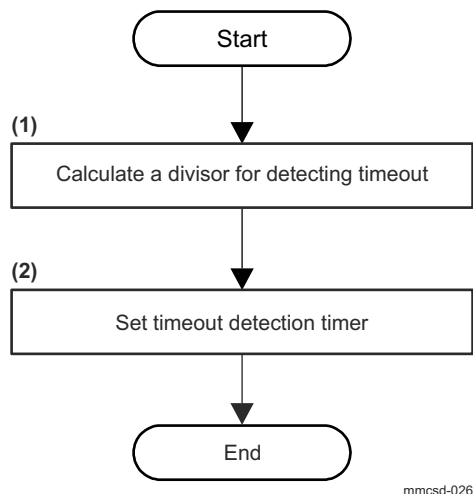 Start
(1)
Calculate a divisor for detecting timeout
(2)
Set timeout detection timer
End
mmcsd-026